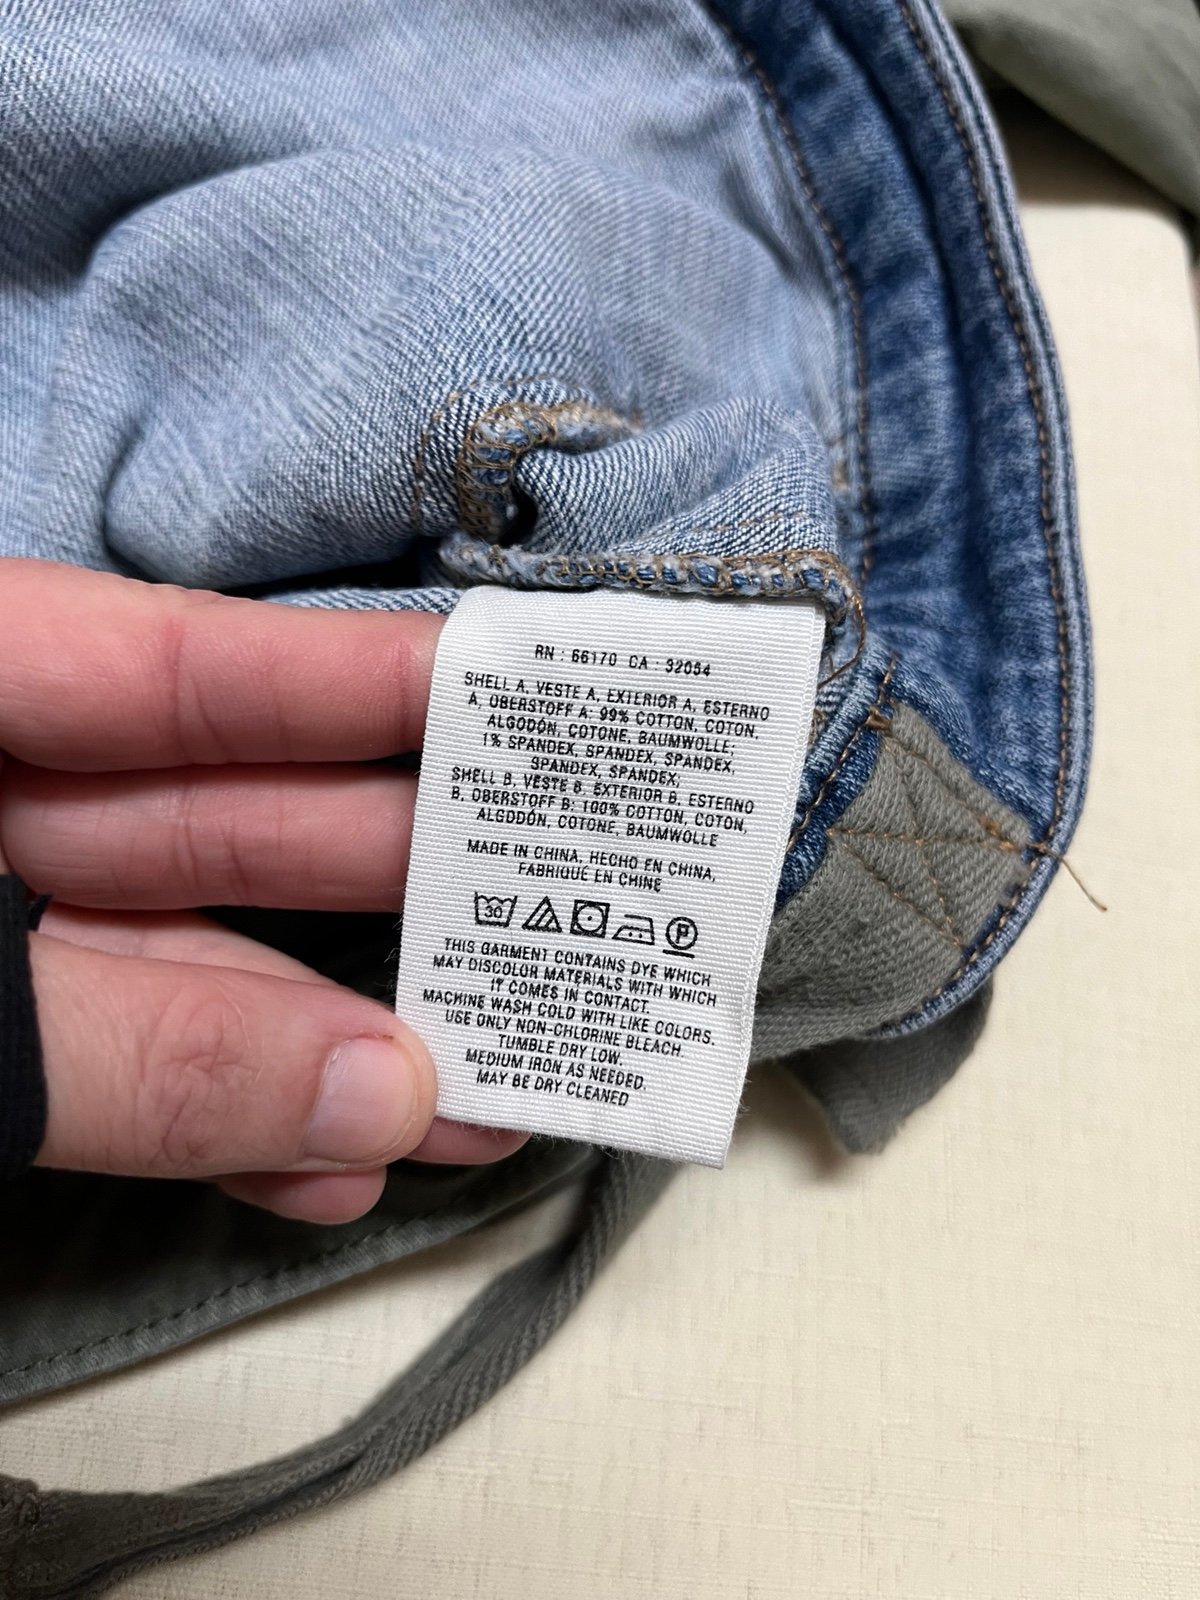 RN : 66170 CA : 32054
SHELL A, VESTE A, EXTERIOR A, ESTERNO
A, OBERSTOFF A: 99% COTTON, COTON,
ALGODÓN, COTONE, BAUMWOLLE;
1% SPANDEX, SPANDEX, SPANDEX,
SPANDEX, SPANDEX,
SHELL B, VESTE B, EXTERIOR B, ESTERNO
B, OBERSTOFF B: 100% COTTON, COTON,
ALGODÓN, COTONE, BAUMWOLLE
MADE IN CHINA, HECHO EN CHINA,
FABRIQUÉ EN CHINE
30 P
THIS GARMENT CONTAINS DYE WHICH
MAY DISCOLOR MATERIALS WITH WHICH
IT COMES IN CONTACT.
MACHINE WASH COLD WITH LIKE COLORS.
USE ONLY NON-CHLORINE BLEACH.
TUMBLE DRY LOW.
MEDIUM IRON AS NEEDED.
MAY BE DRY CLEANED